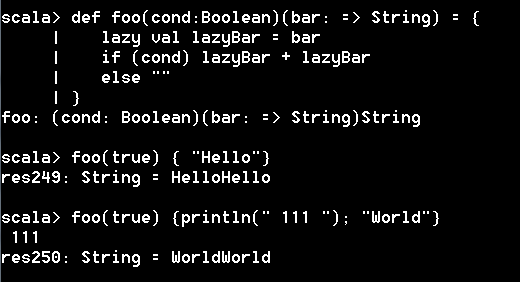 scala> def foo(cond:Boolean)(bar: => String) = {
     |     lazy val lazyBar = bar
     |     if (cond) lazyBar + lazyBar
     |     else ""
     | }
foo: (cond: Boolean)(bar: => String)String
scala> foo(true) { "Hello"}
res249: String = HelloHello
scala> foo(true) {println(" 111 "); "World"}
 111
res250: String = WorldWorld